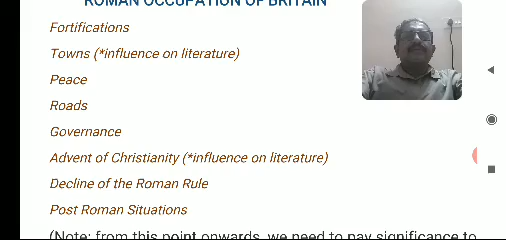 ROMAN OCCUPATION OF BRITAIN
Fortifications
Towns (*influence on literature)
Peace
Roads
Governance
Advent of Christianity (*influence on literature)
Decline of the Roman Rule
Post Roman Situations
(Note: from this point onwards, we need to pay significance to